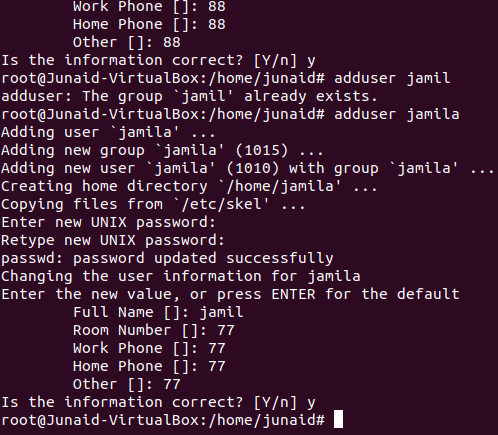 Work Phone []: 88
Home Phone []: 88
Other []: 88
Is the information correct? [Y/n] y
root@Junaid-VirtualBox:/home/junaid# adduser jamil
adduser: The group `jamil' already exists.
root@Junaid-VirtualBox:/home/junaid# adduser jamila
Adding user `jamila' ...
Adding new group `jamila' (1015) ...
Adding new user `jamila' (1010) with group `jamila' ...
Creating home directory `/home/jamila' ...
Copying files from `/etc/skel' ...
Enter new UNIX password:
Retype new UNIX password:
passwd: password updated successfully
Changing the user information for jamila
Enter the new value, or press ENTER for the default
Full Name []: jamil
Room Number []: 77
Work Phone []: 77
Home Phone []: 77
Other []: 77
Is the information correct? [Y/n] y
root@Junaid-VirtualBox:/home/junaid#